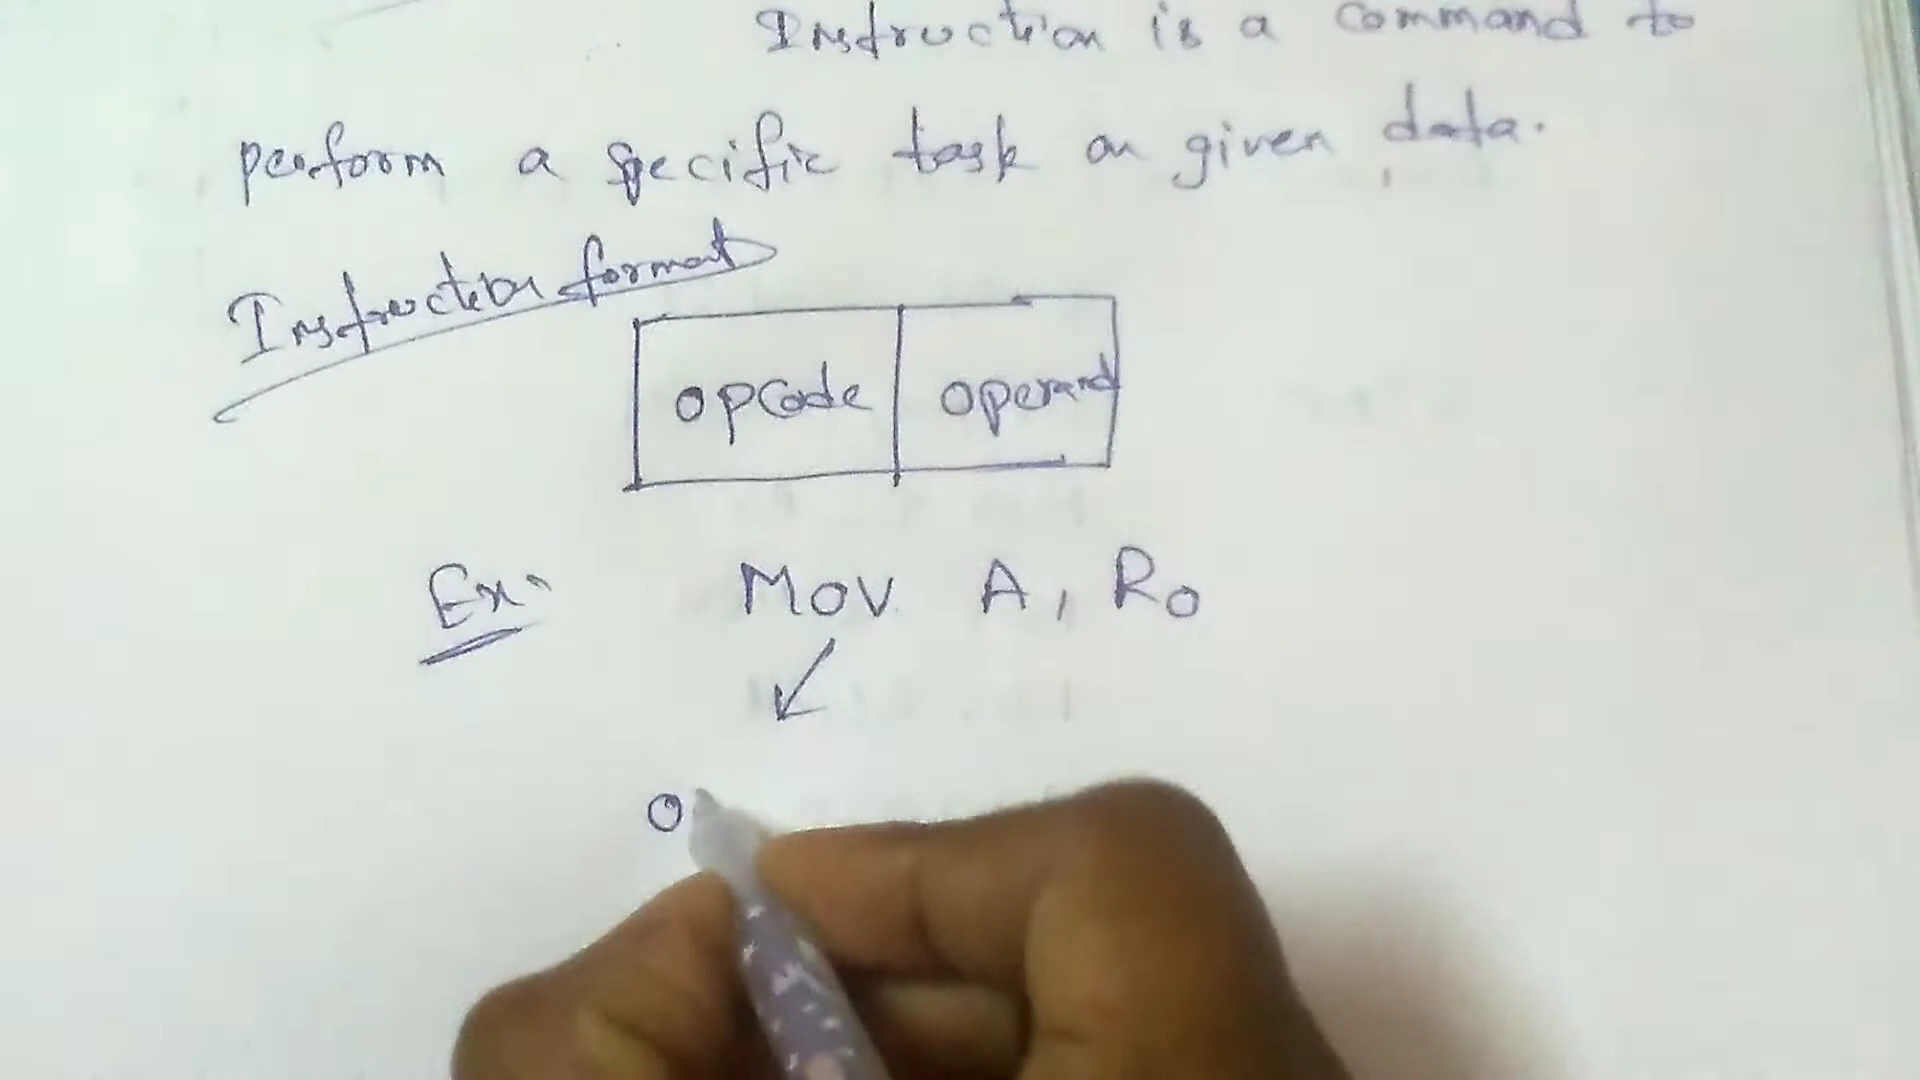 Instruction is a command to
perform a specific task on given data.
Instruction format
opcode operand
Ex: Mov A, R0
O